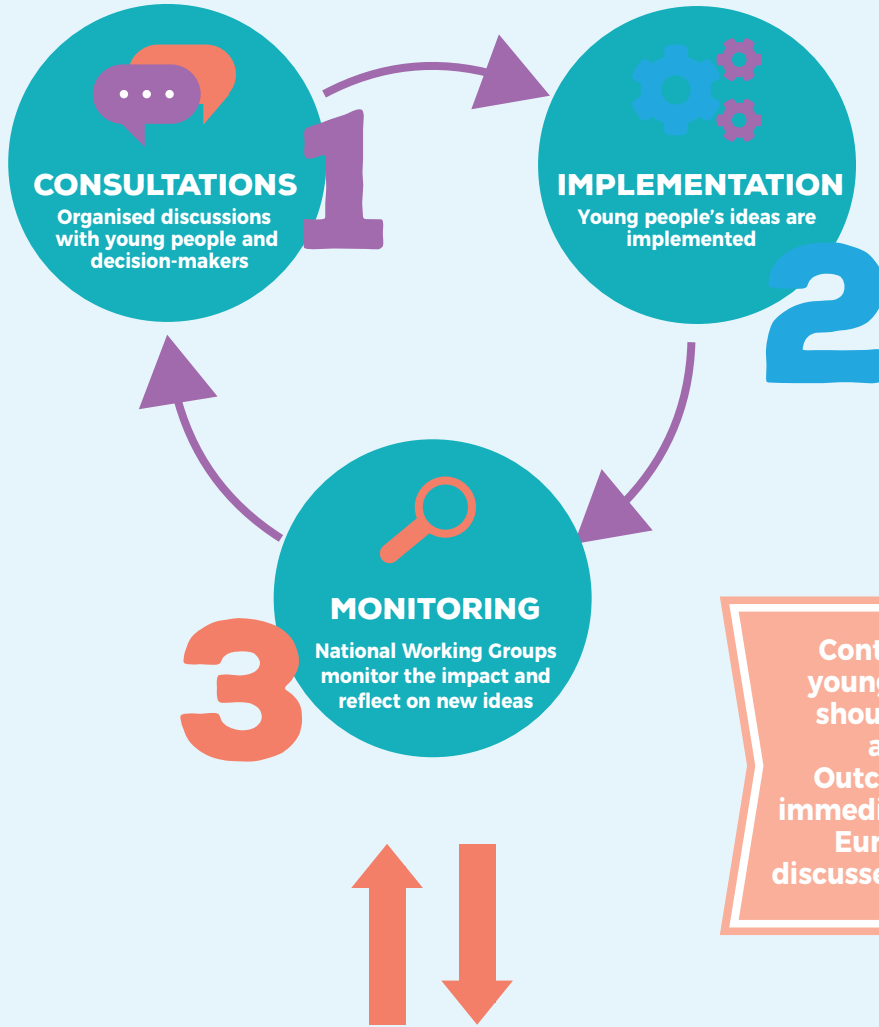 CONSULTATIONS
Organised discussions
with young people and
decision-makers
1
IMPLEMENTATION
Young people’s ideas are
implemented
2
MONITORING
National Working Groups
monitor the impact and
reflect on new ideas
3